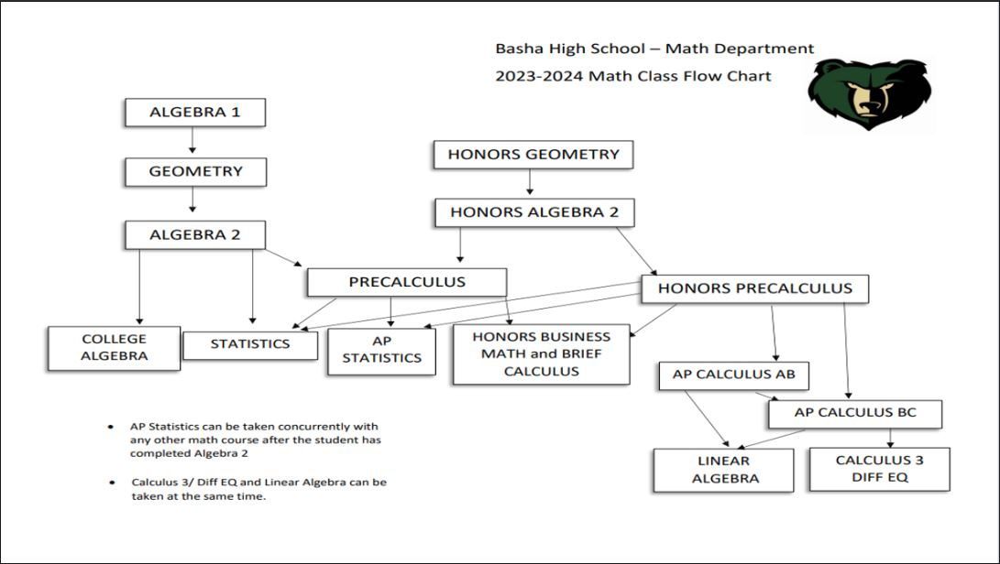 Basha High School – Math Department
2023-2024 Math Class Flow Chart
ALGEBRA 1
GEOMETRY
HONORS GEOMETRY
HONORS ALGEBRA 2
ALGEBRA 2
PRECALCULUS
HONORS PRECALCULUS
COLLEGE
ALGEBRA
STATISTICS
AP
STATISTICS
HONORS BUSINESS
MATH and BRIEF
CALCULUS
AP CALCULUS AB
AP CALCULUS BC
LINEAR
ALGEBRA
CALCULUS 3
DIFF EQ
• AP Statistics can be taken concurrently with
any other math course after the student has
completed Algebra 2
• Calculus 3/ Diff EQ and Linear Algebra can be
taken at the same time.